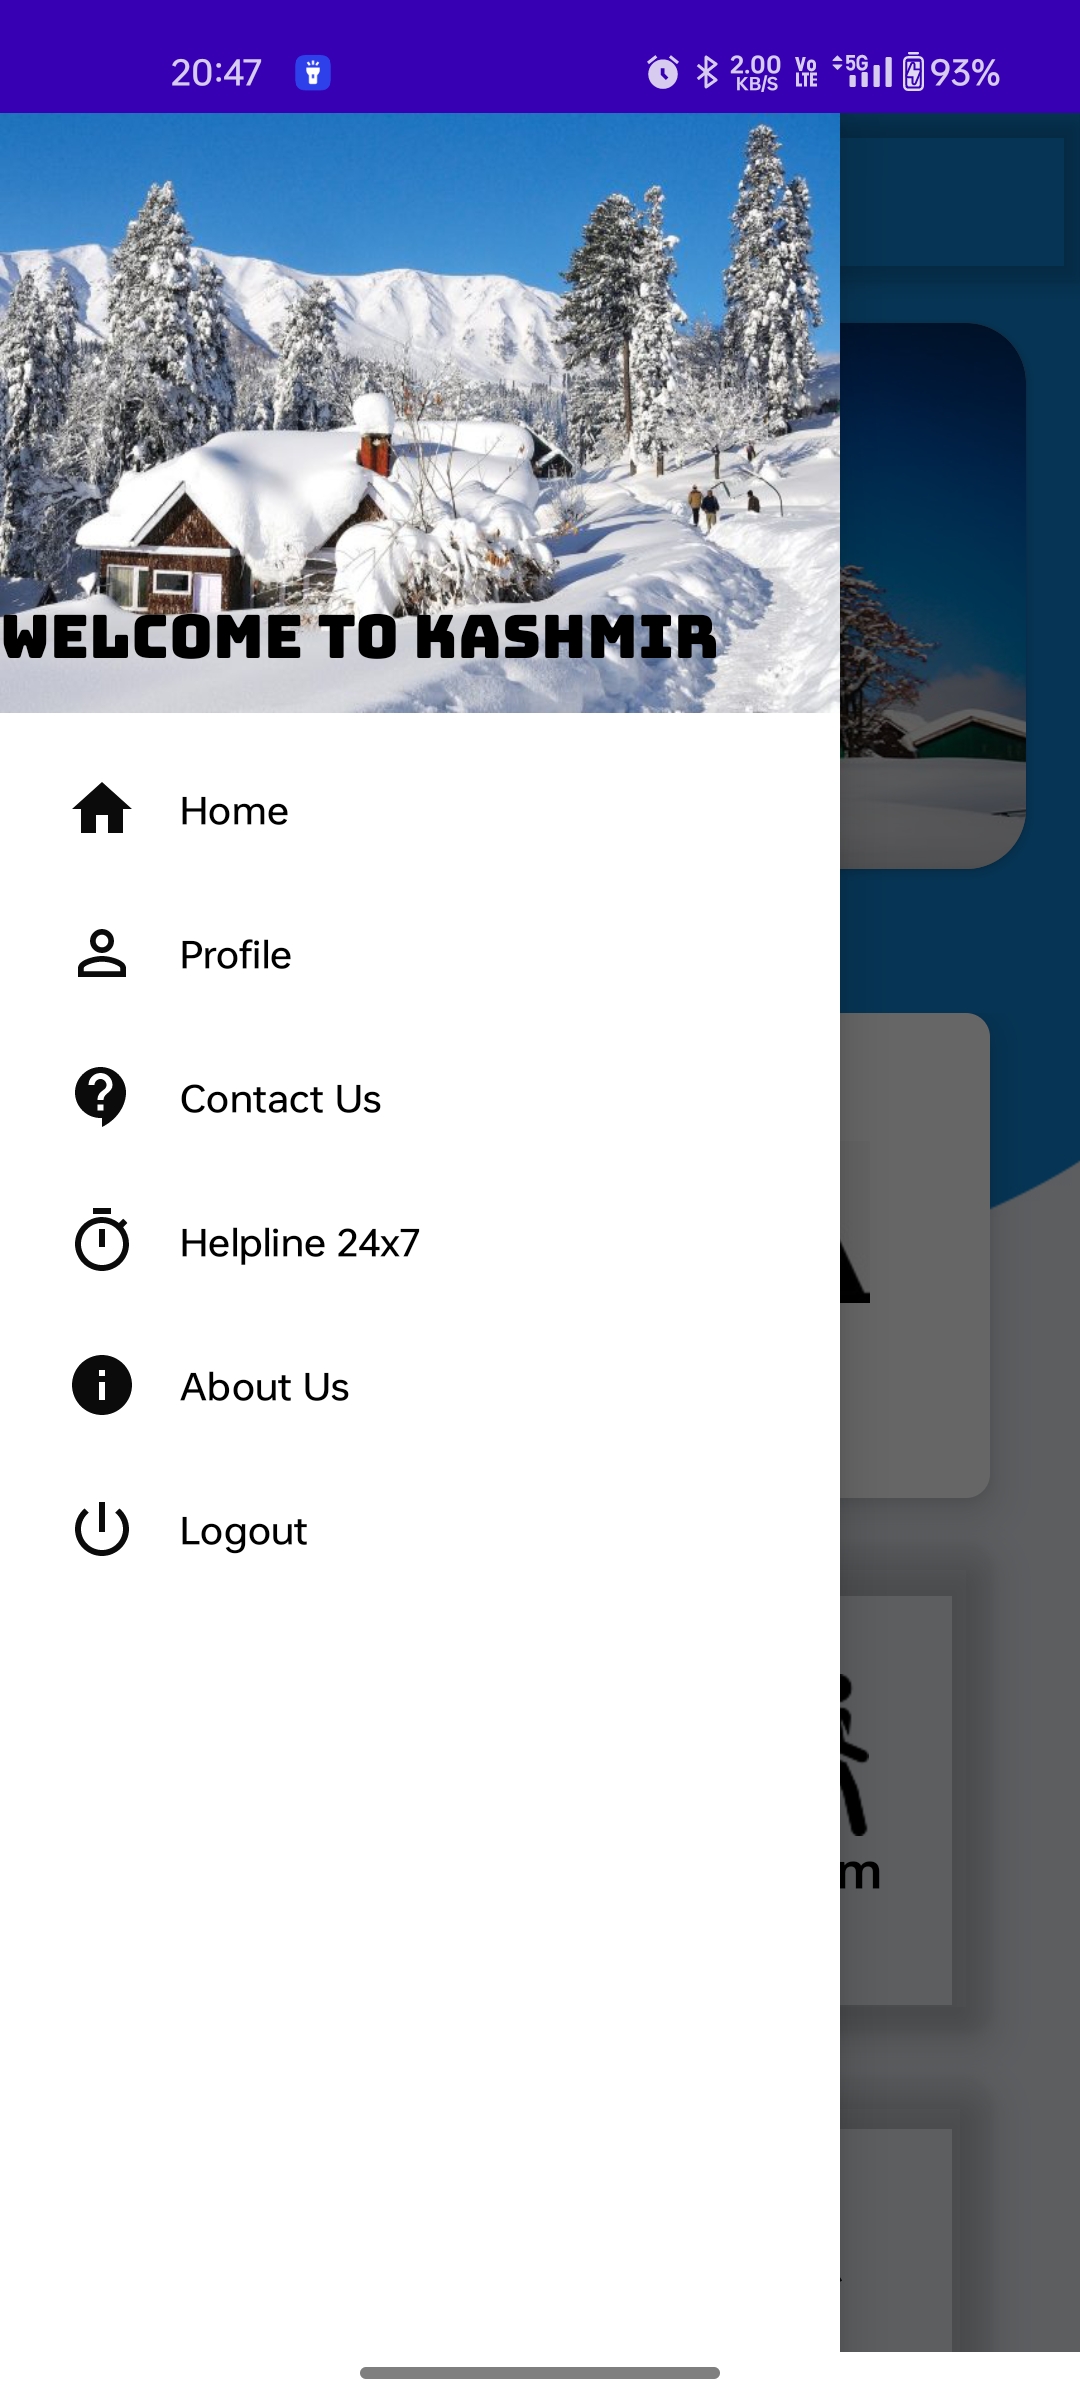 20:47
2.00 KB/S
Vo LTE
5G
93%
WELCOME TO KASHMIR
Home
Profile
Contact Us
Helpline 24x7
About Us
Logout
m